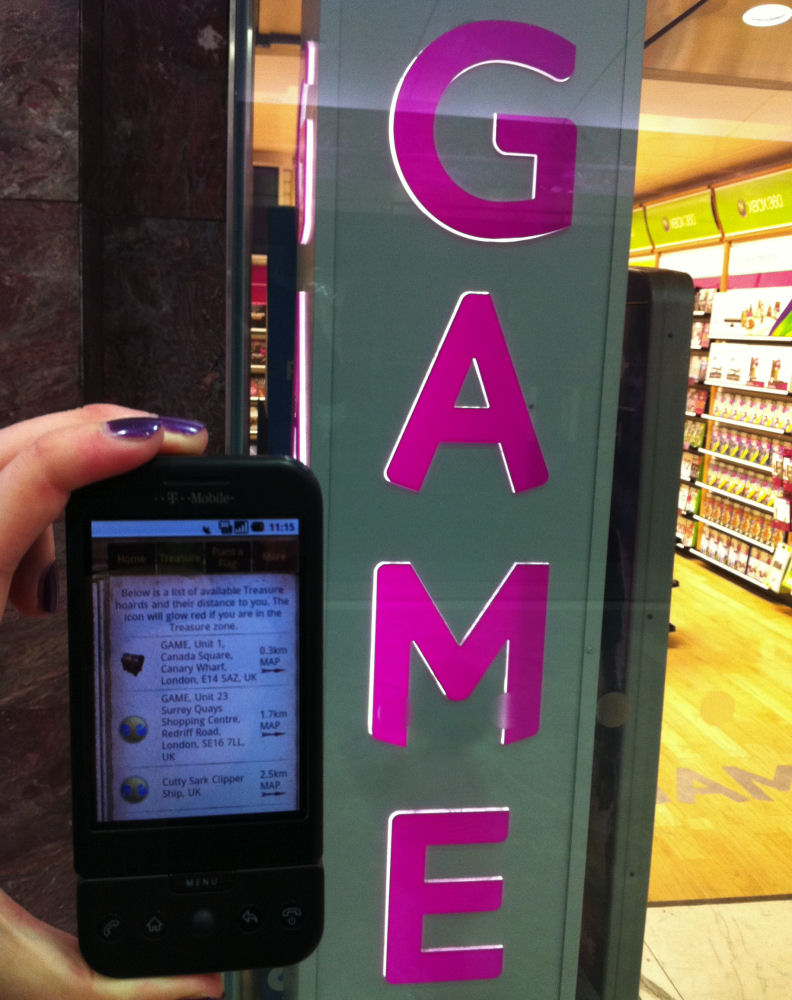 G
A
M
E
XBOX 360
XBOX 360
T-Mobile
11:15
Home Treasure Plant a Flag More
Below is a list of available Treasure
hoards and their distance to you. The
icon will glow red if you are in the
Treasure zone.
GAME, Unit 1,
Canada Square,
Canary Wharf,
London, E14 5AZ, UK
0.3km
MAP
GAME, Unit 23
Surrey Quays
Shopping Centre,
Redriff Road,
London, SE16 7LL,
UK
1.7km
MAP
Cutty Sark Clipper
Ship, UK
2.5km
MAP
MENU